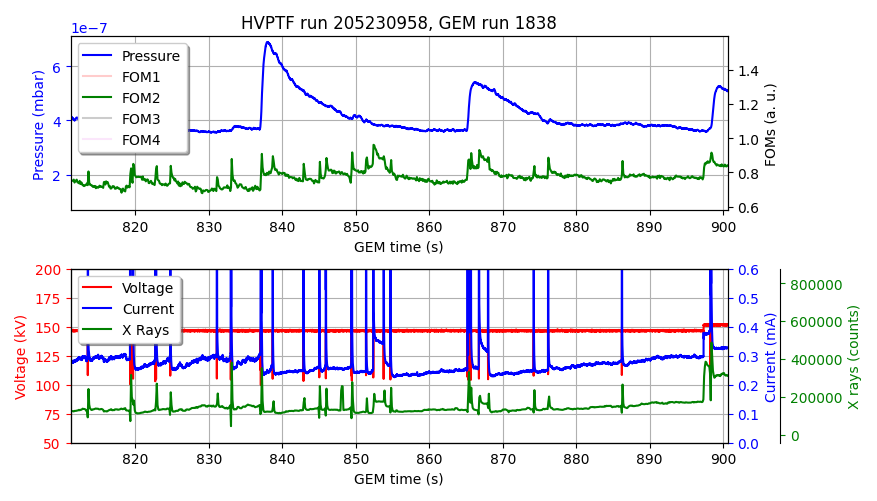 HVPTF run 205230958, GEM run 1838
1e−7
Pressure (mbar)
6
4
2
Pressure
FOM1
FOM2
FOM3
FOM4
1.4
1.2
1.0
0.8
0.6
FOMs (a. u.)
820 830 840 850 860 870 880 890 900
GEM time (s)
Voltage (kV)
200
175
150
125
100
75
50
Voltage
Current
X Rays
0.6
0.5
0.4
0.3
0.2
0.1
0.0
Current (mA)
800000
600000
400000
200000
0
X rays (counts)
820 830 840 850 860 870 880 890 900
GEM time (s)